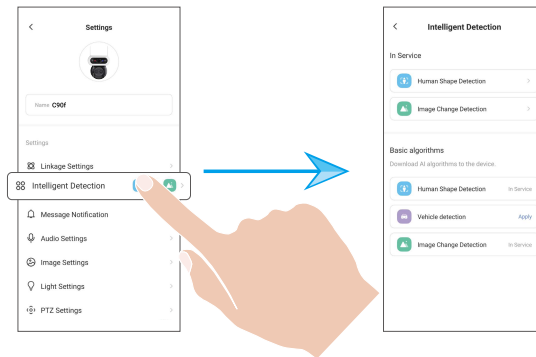 Settings
Name C90f
Settings
Linkage Settings
Intelligent Detection
Message Notification
Audio Settings
Image Settings
Light Settings
PTZ Settings
Intelligent Detection
In Service
Human Shape Detection
Image Change Detection
Basic algorithms
Download AI algorithms to the device.
Human Shape Detection In Service
Vehicle detection Apply
Image Change Detection In Service